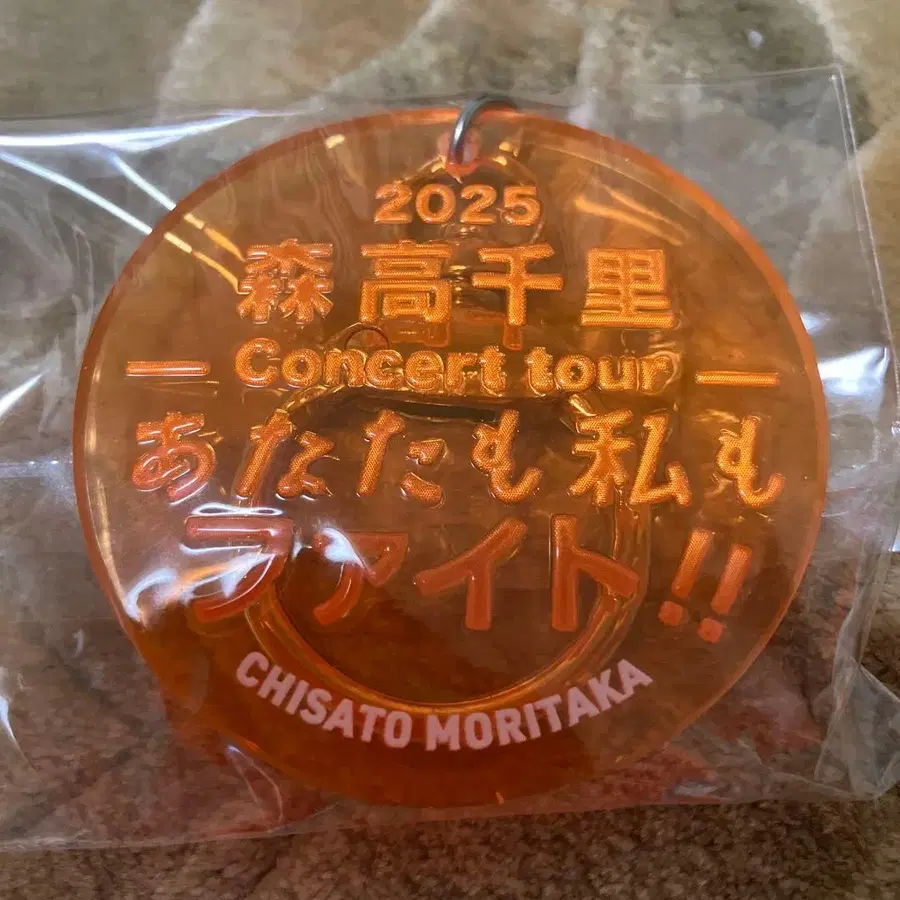 2025
森高千里
Concert tour
あなたも私も
ファイト!!
CHISATO MORITAKA